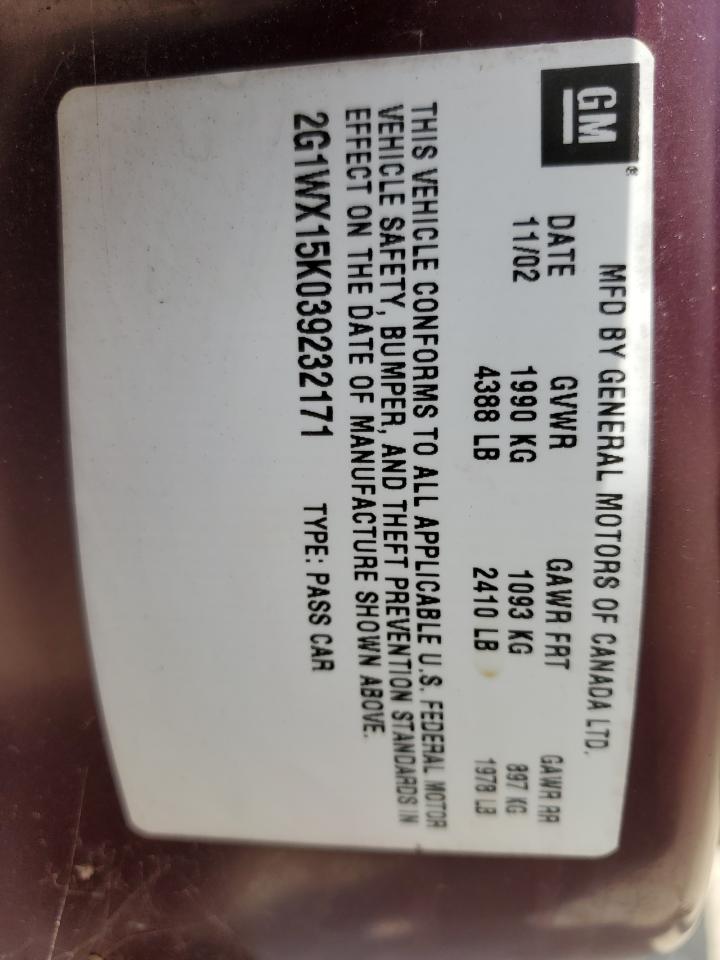 GM
MFD BY GENERAL MOTORS OF CANADA LTD.
DATE GVWR GAWR FRT GAWR RR
11/02 1990 KG 1093 KG 897 KG
4388 LB 2410 LB 1978 LB
THIS VEHICLE CONFORMS TO ALL APPLICABLE U.S. FEDERAL MOTOR
VEHICLE SAFETY, BUMPER, AND THEFT PREVENTION STANDARDS IN
EFFECT ON THE DATE OF MANUFACTURE SHOWN ABOVE.
2G1WX15K039232171 TYPE: PASS CAR